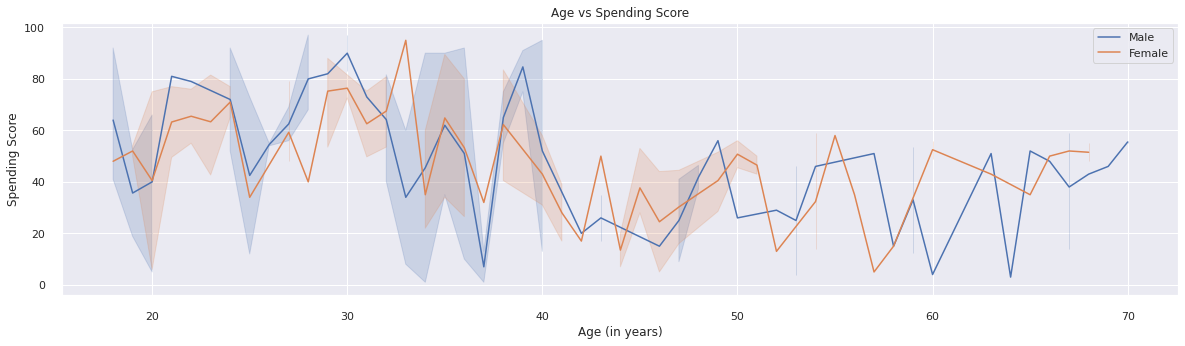 Age vs Spending Score
Male
Female
Spending Score
100
80
60
40
20
0
20 30 40 50 60 70
Age (in years)